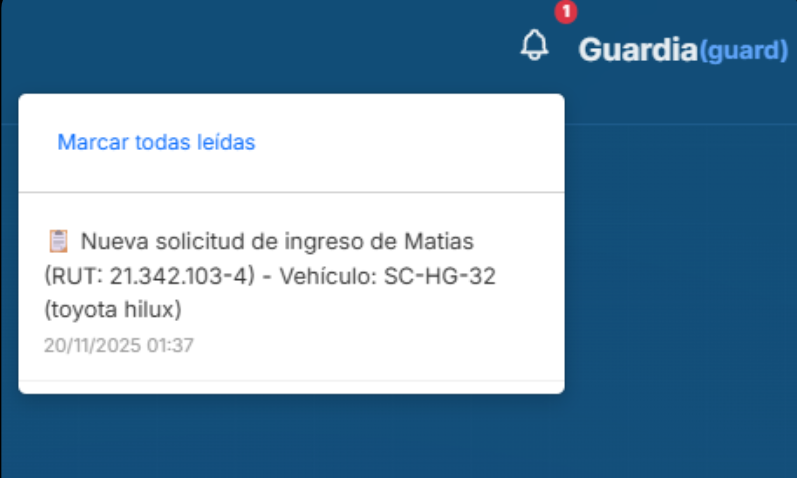 1
Guardia(guard)
Marcar todas leídas
📋 Nueva solicitud de ingreso de Matias
(RUT: 21.342.103-4) - Vehículo: SC-HG-32
(toyota hilux)
20/11/2025 01:37